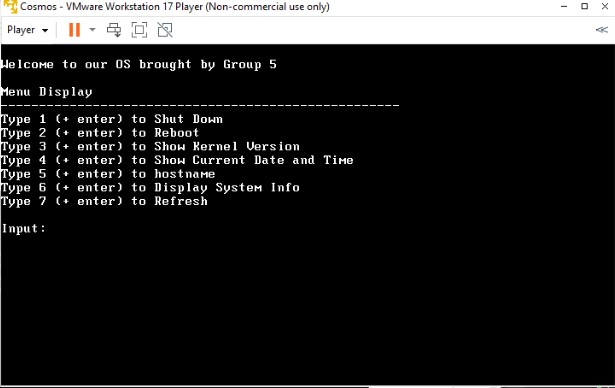 Cosmos - VMware Workstation 17 Player (Non-commercial use only)
Player
Welcome to our OS brought by Group 5
Menu Display
--------------------------------------------------
Type 1 (+ enter) to Shut Down
Type 2 (+ enter) to Reboot
Type 3 (+ enter) to Show Kernel Version
Type 4 (+ enter) to Show Current Date and Time
Type 5 (+ enter) to hostname
Type 6 (+ enter) to Display System Info
Type 7 (+ enter) to Refresh
Input: